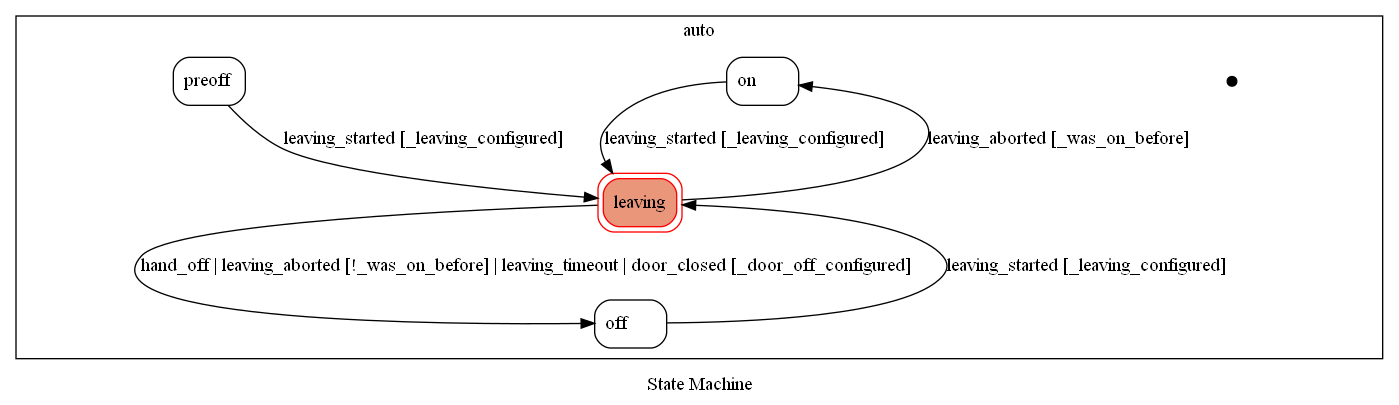 auto
preoff
on
leaving_started [_leaving_configured]
leaving_started [_leaving_configured]
leaving_aborted [_was_on_before]
leaving
hand_off | leaving_aborted [!_was_on_before] | leaving_timeout | door_closed [_door_off_configured]
leaving_started [_leaving_configured]
off
State Machine